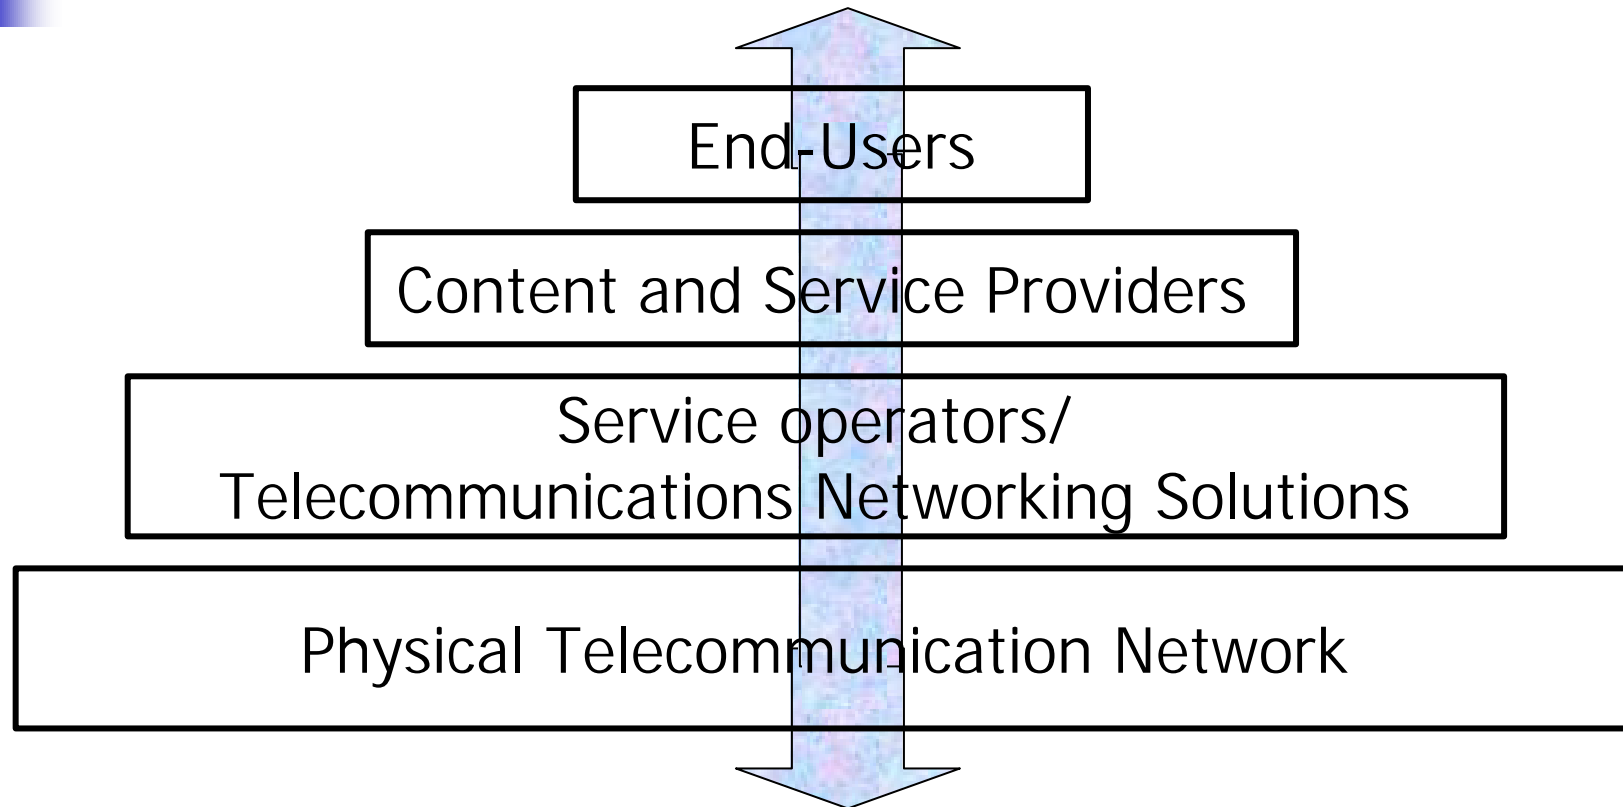 End-Users
Content and Service Providers
Service operators/
Telecommunications Networking Solutions
Physical Telecommunication Network